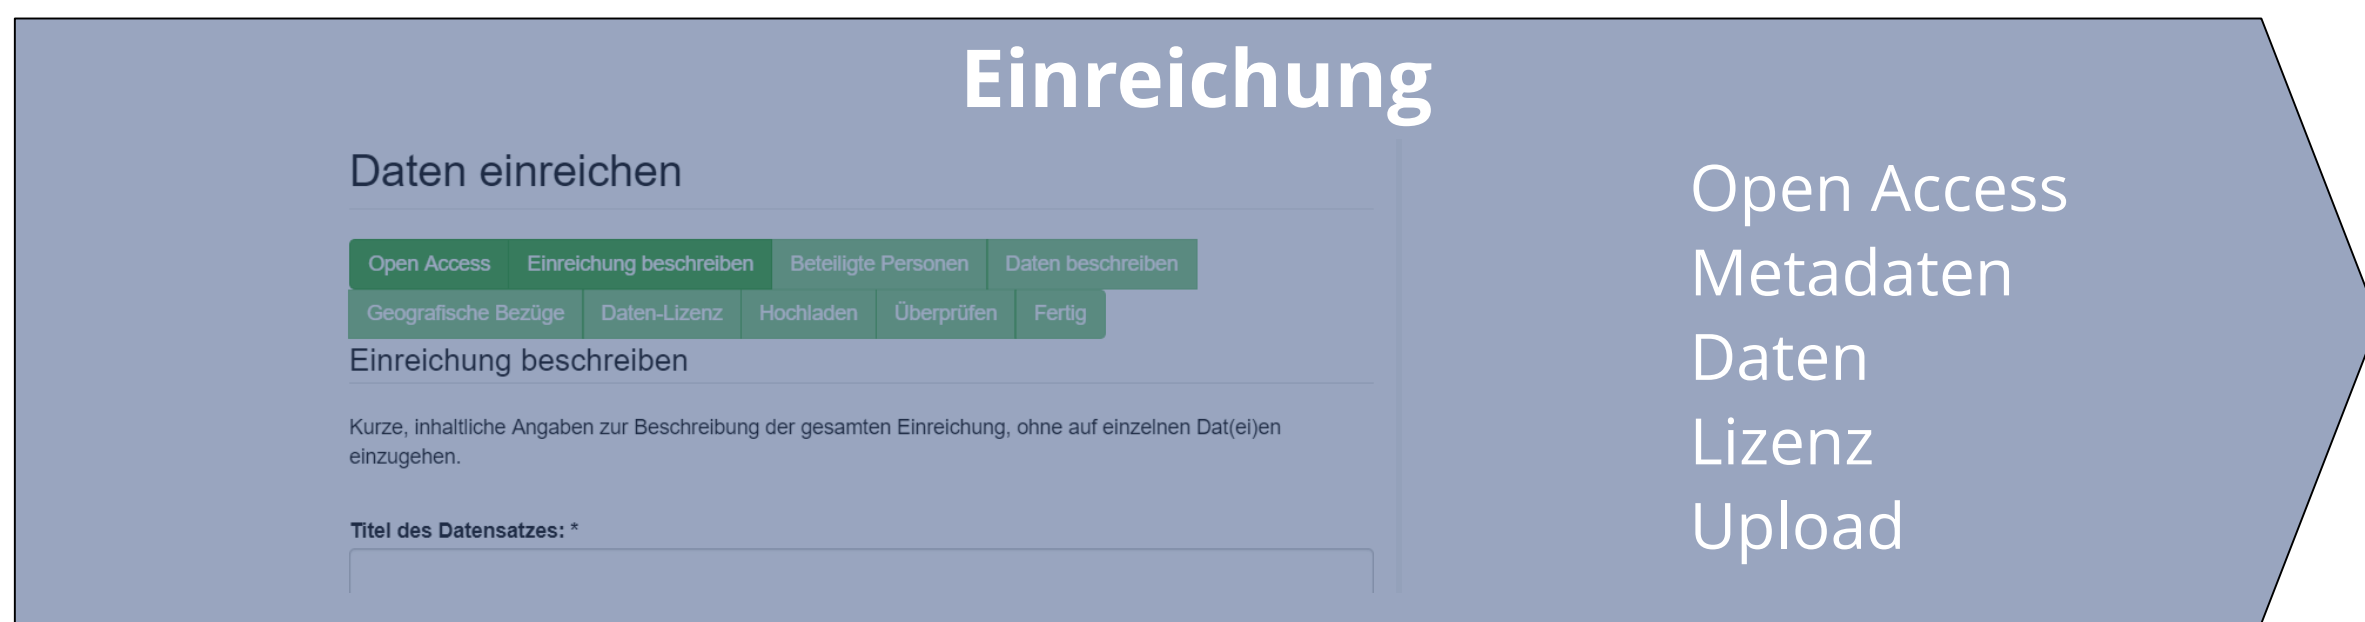 Einreichung
Daten einreichen
Open Access Einreichung beschreiben Beteiligte Personen Daten beschreiben
Geografische Bezüge Daten-Lizenz Hochladen Überprüfen Fertig
Einreichung beschreiben
Kurze, inhaltliche Angaben zur Beschreibung der gesamten Einreichung, ohne auf einzelnen Dat(ei)en
einzugehen.
Titel des Datensatzes: *
Open Access
Metadaten
Daten
Lizenz
Upload